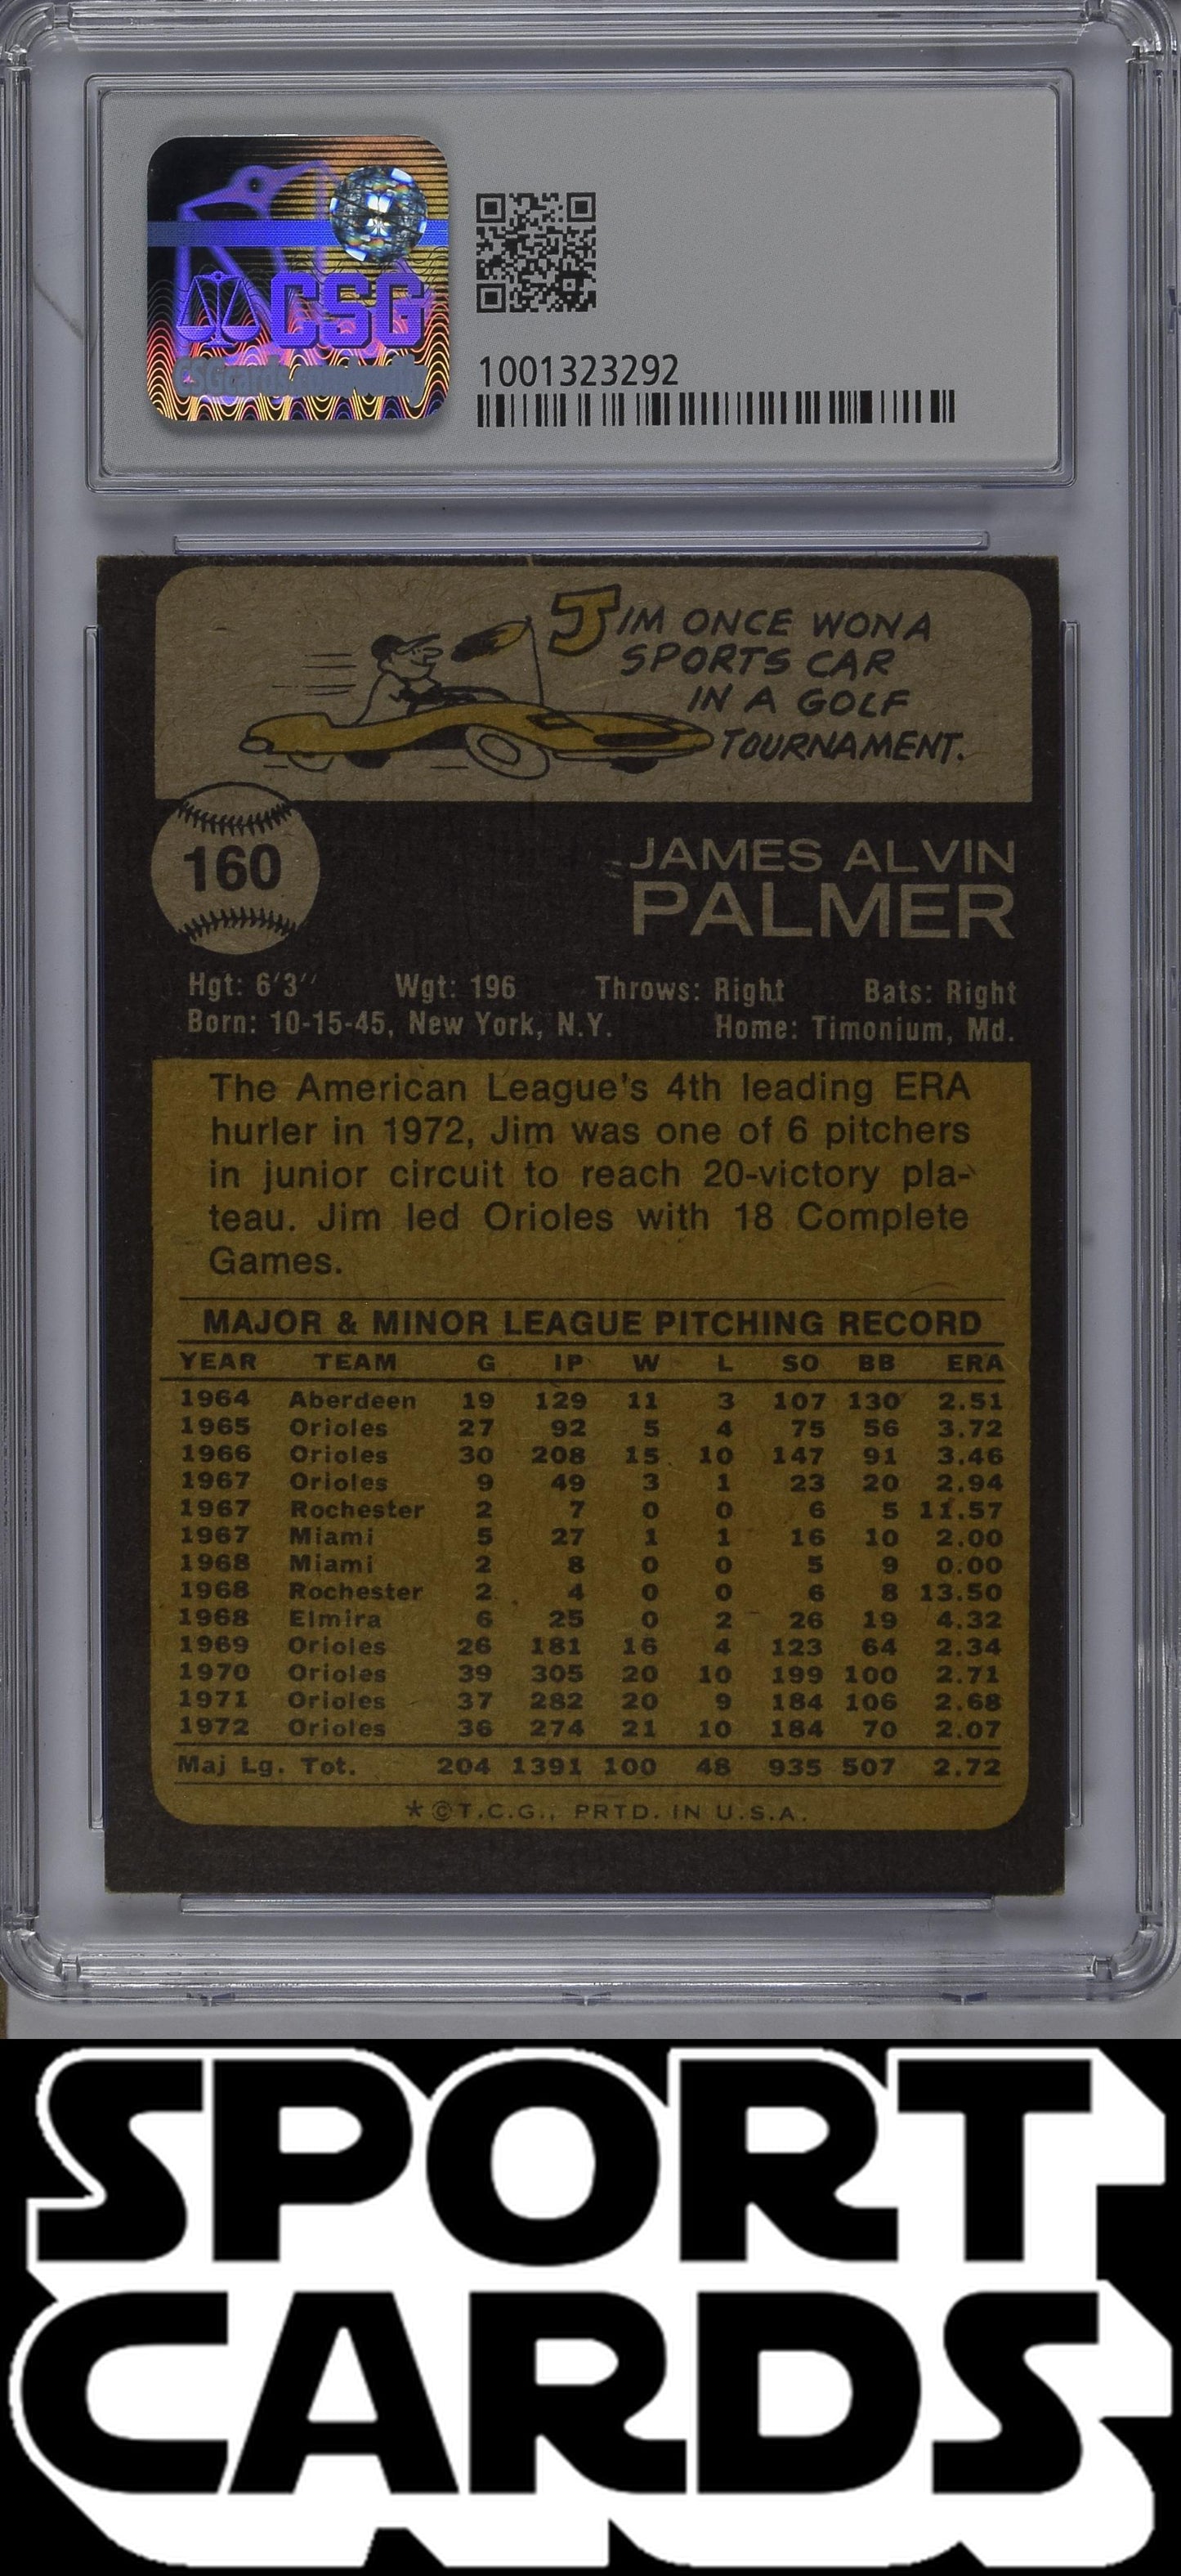 CSG
CSGcards.com/verify
1001323292
JIM ONCE WON A
SPORTS CAR
IN A GOLF
TOURNAMENT.
160
JAMES ALVIN
PALMER
Hgt: 6'3'' Wgt: 196 Throws: Right Bats: Right
Born: 10-15-45, New York, N.Y. Home: Timonium, Md.
The American League's 4th leading ERA
hurler in 1972, Jim was one of 6 pitchers
in junior circuit to reach 20-victory pla-
teau. Jim led Orioles with 18 Complete
Games.
MAJOR & MINOR LEAGUE PITCHING RECORD
YEAR TEAM G IP W L SO BB ERA
1964 Aberdeen 19 129 11 3 107 130 2.51
1965 Orioles 27 92 5 4 75 56 3.72
1966 Orioles 30 208 15 10 147 91 3.46
1967 Orioles 9 49 3 1 23 20 2.94
1967 Rochester 2 7 0 0 6 5 11.57
1967 Miami 5 27 1 1 16 10 2.00
1968 Miami 2 8 0 0 5 9 0.00
1968 Rochester 2 4 0 0 6 8 13.50
1968 Elmira 6 25 0 2 26 19 4.32
1969 Orioles 26 181 16 4 123 64 2.34
1970 Orioles 39 305 20 10 199 100 2.71
1971 Orioles 37 282 20 9 184 106 2.68
1972 Orioles 36 274 21 10 184 70 2.07
Maj Lg. Tot. 204 1391 100 48 935 507 2.72
*©T.C.G., PRTD. IN U.S.A.
SPORT
CARDS